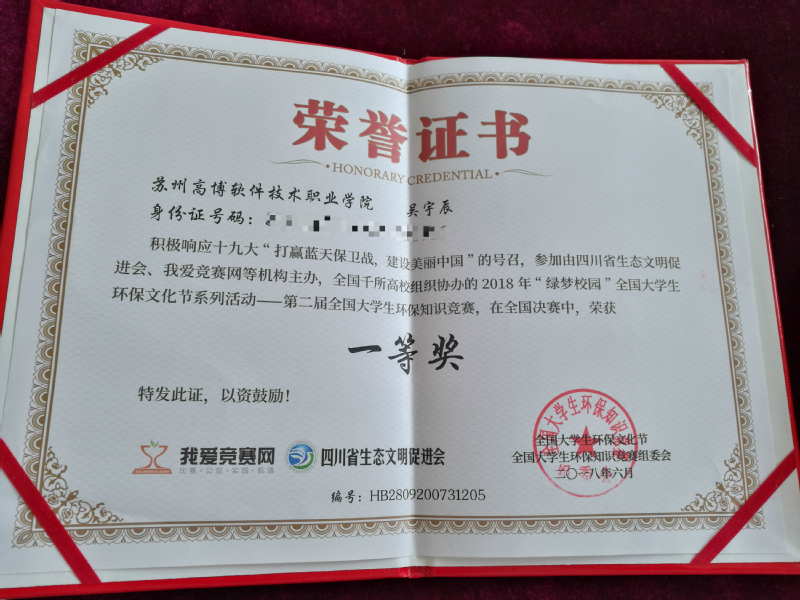 荣誉证书
HONORARY CREDENTIAL
苏州高博软件技术职业学院 吴宇辰
身份证号码：
积极响应十九大“打赢蓝天保卫战，建设美丽中国”的号召，参加由四川省生态文明促
进会、我爱竞赛网等机构主办，全国千所高校组织协办的 2018 年“绿梦校园”全国大学生
环保文化节系列活动——第二届全国大学生环保知识竞赛，在全国决赛中，荣获
一等奖
特发此证，以资鼓励！
我爱竞赛网
比赛·公益·实践·机遇
四川省生态文明促进会
全国大学生环保文化节
全国大学生环保知识竞赛组委会
二〇一八年六月
编号：HB2809200731205